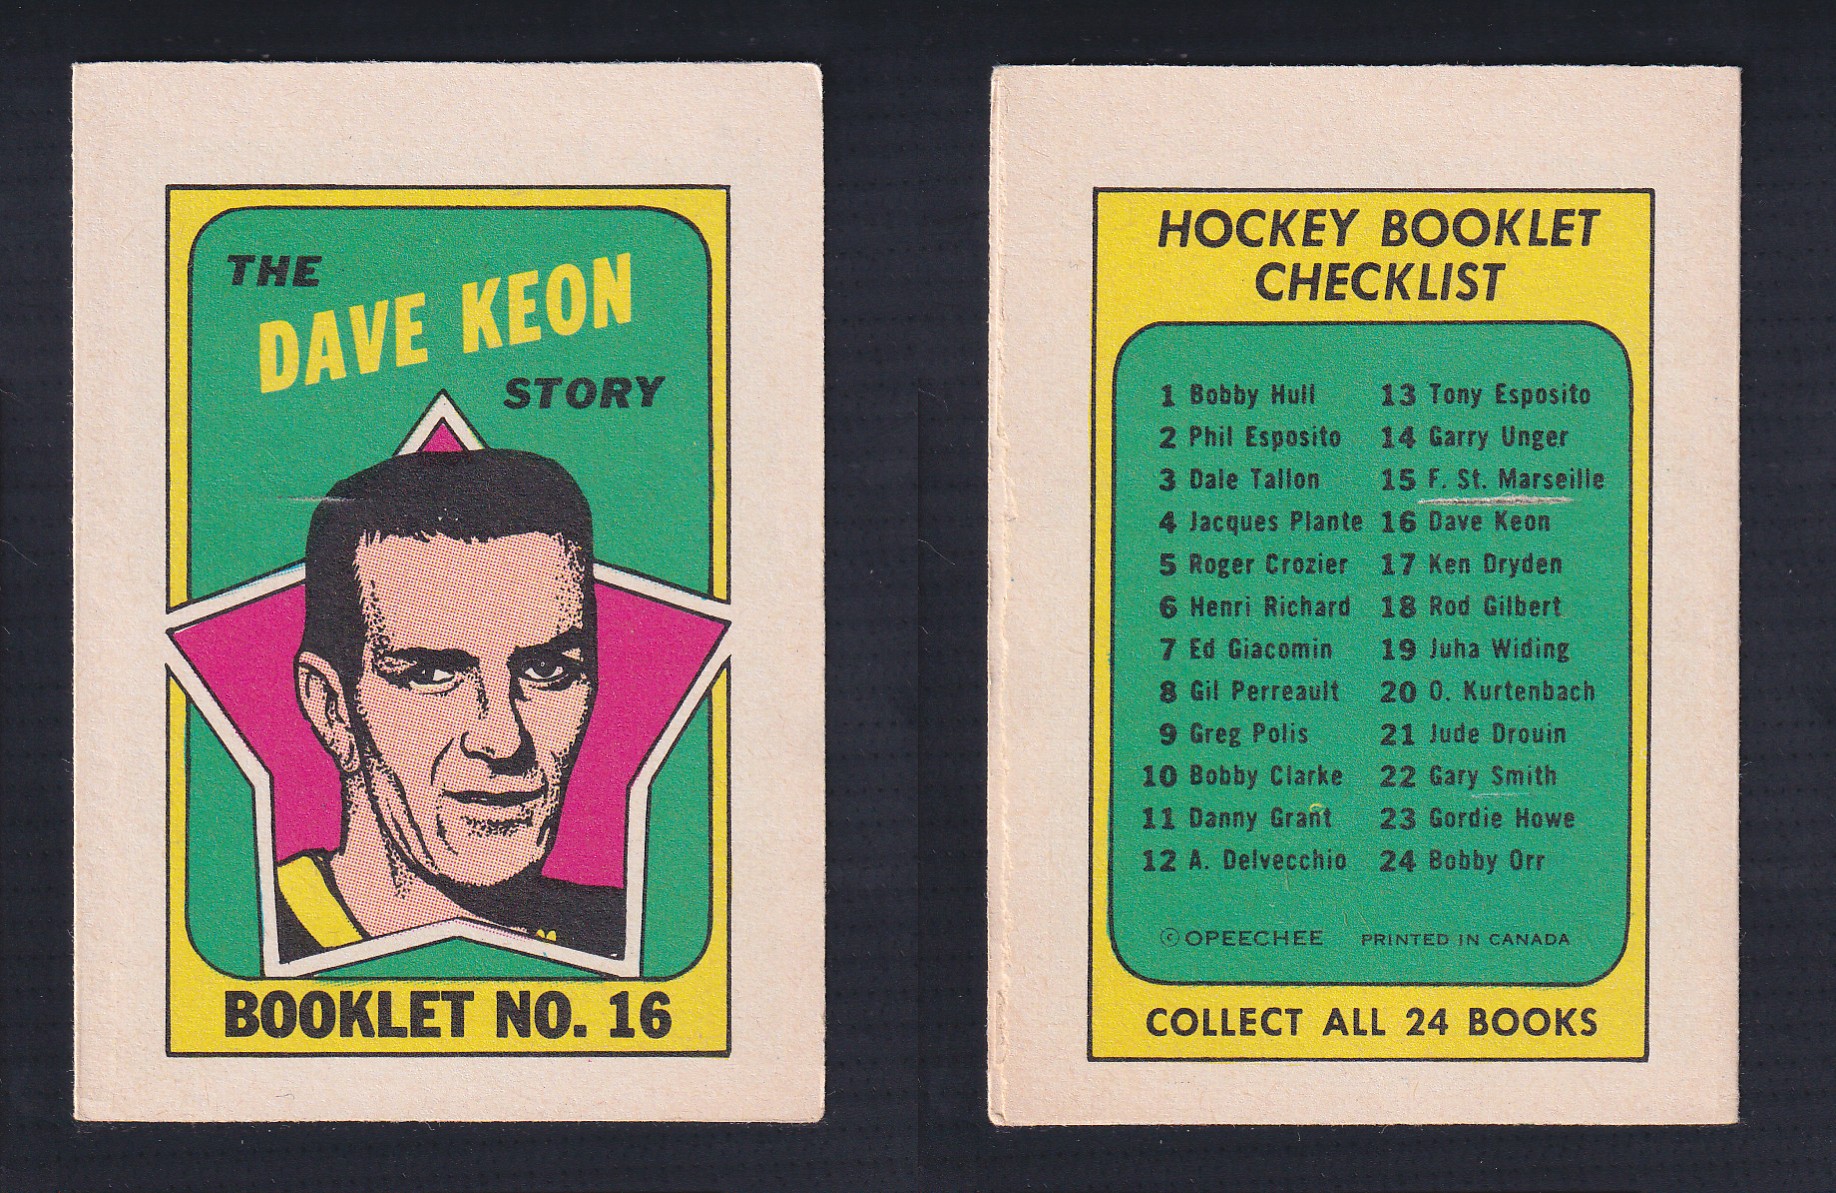 THE
DAVE KEON
STORY
BOOKLET NO. 16
HOCKEY BOOKLET
CHECKLIST
1 Bobby Hull
2 Phil Esposito
3 Dale Tallon
4 Jacques Plante
5 Roger Crozier
6 Henri Richard
7 Ed Giacomin
8 Gil Perreault
9 Greg Polis
10 Bobby Clarke
11 Danny Grant
12 A. Delvecchio
13 Tony Esposito
14 Garry Unger
15 F. St. Marseille
16 Dave Keon
17 Ken Dryden
18 Rod Gilbert
19 Juha Widing
20 O. Kurtenbach
21 Jude Drouin
22 Gary Smith
23 Gordie Howe
24 Bobby Orr
© OPEECHEE PRINTED IN CANADA
COLLECT ALL 24 BOOKS